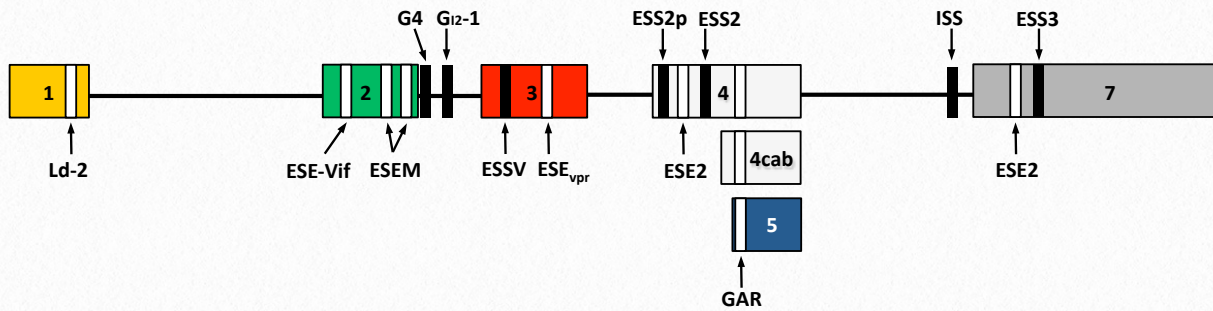 G4 GI2-1 ESS2p ESS2 ISS ESS3
1 2 3 4 7
Ld-2 ESE-Vif ESEM ESSV ESEvpr ESE2 4cab ESE2
5
GAR